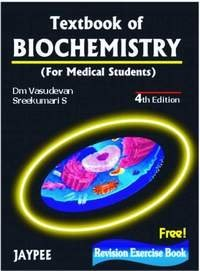 Textbook of
BIOCHEMISTRY
(For Medical Students)
Dm Vasudevan
Sreekumari S
4th Edition
Free!
JAYPEE
Revision Exercise Book